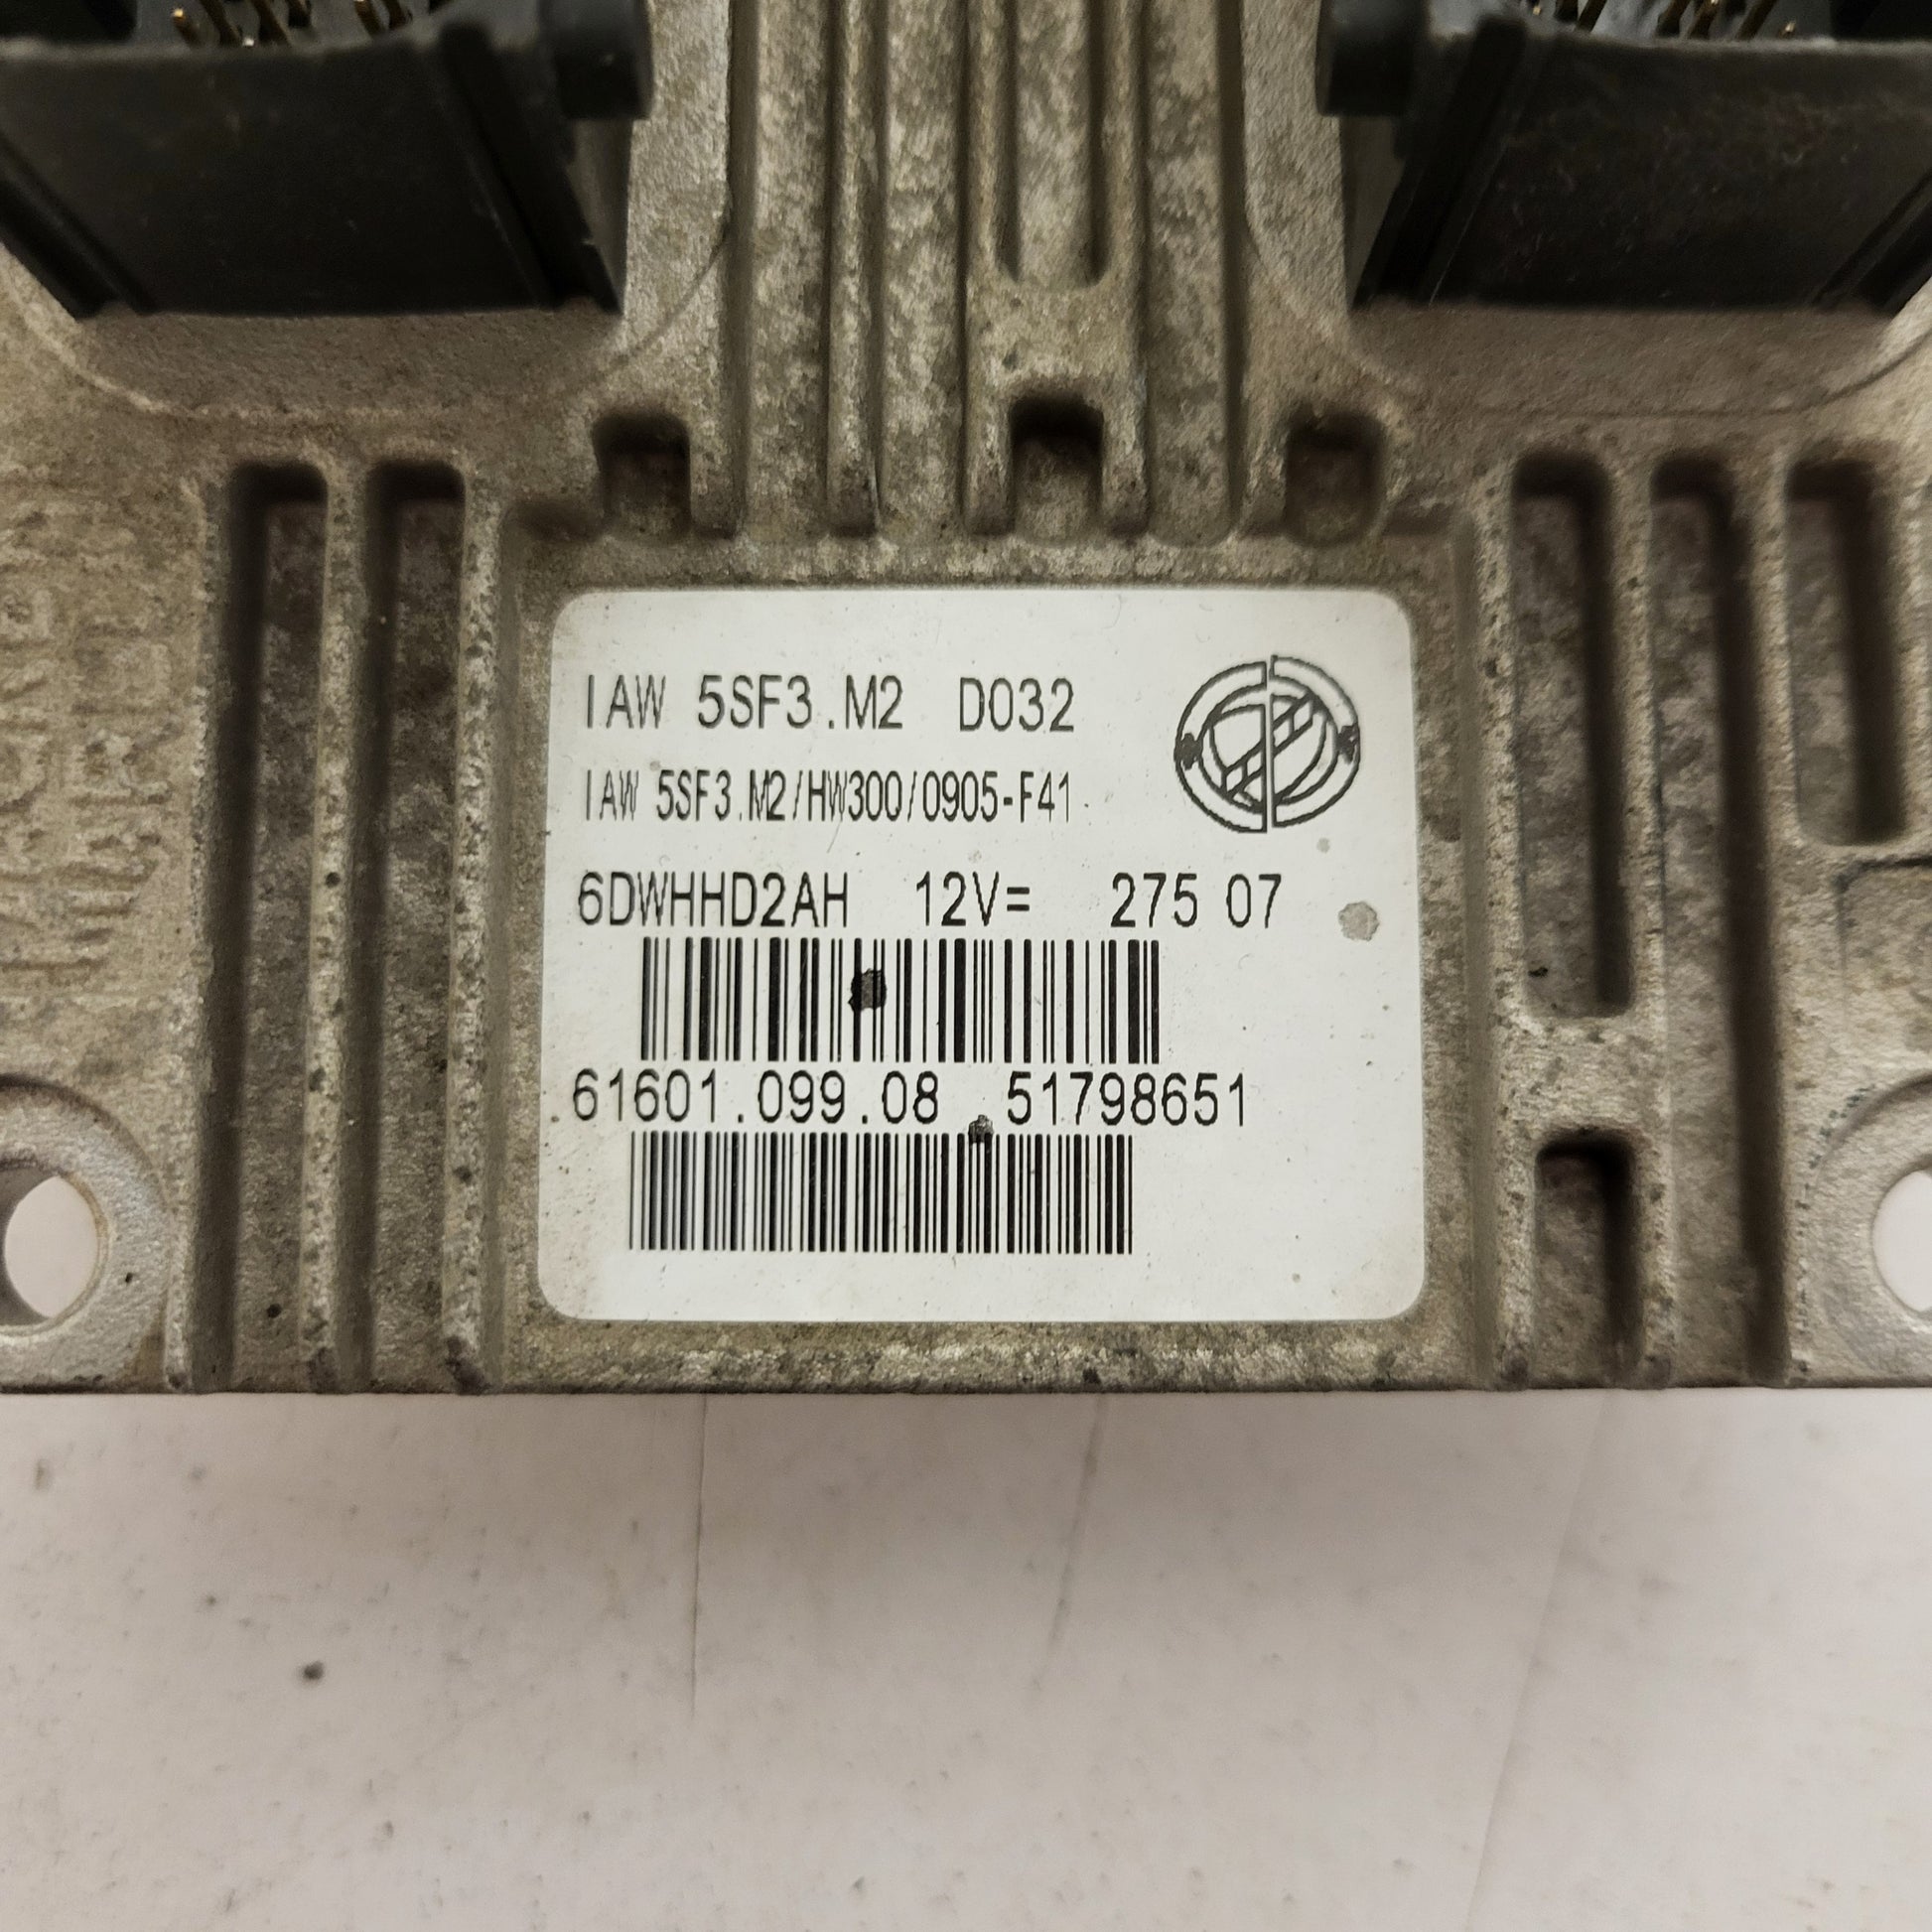 IAW 5SF3.M2 D032
IAW 5SF3.M2/HW300/0905-F41
6DWHHD2AH 12V= 275 07
61601.099.08 51798651